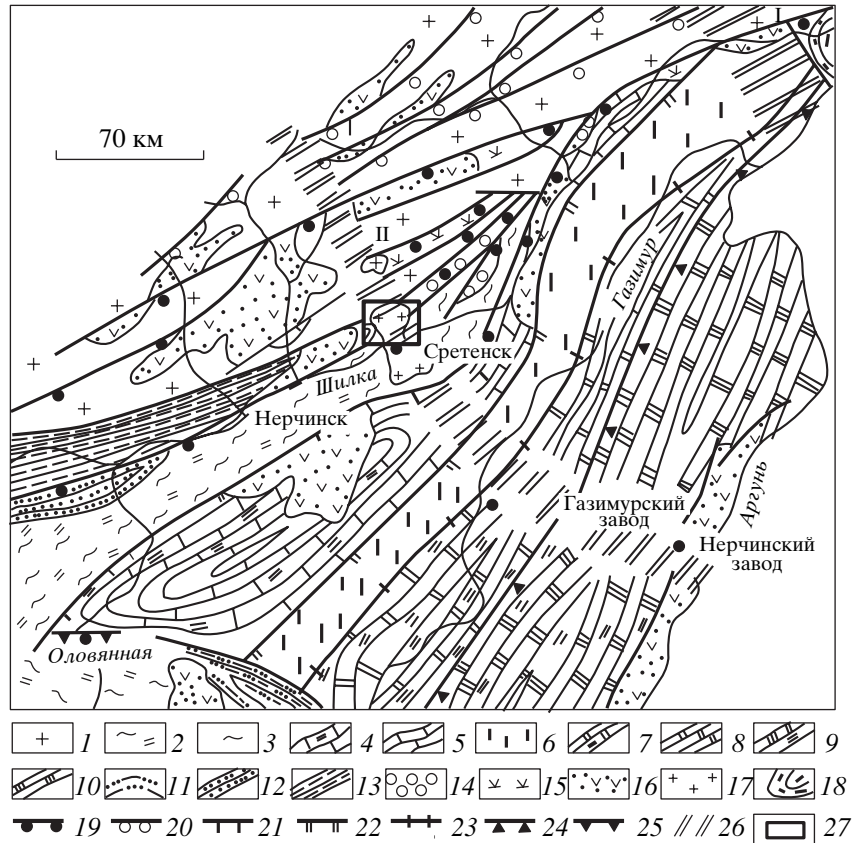 I
70 км
I
II
Газимур
Сретенск
Шилка
Нерчинск
Газимурский
завод
Аргунь
Нерчинский
завод
Оловянная
1 2 3 4 5 6 7 8 9
10 11 12 13 14 15 16 17 18
19 20 21 22 23 24 25 26 27